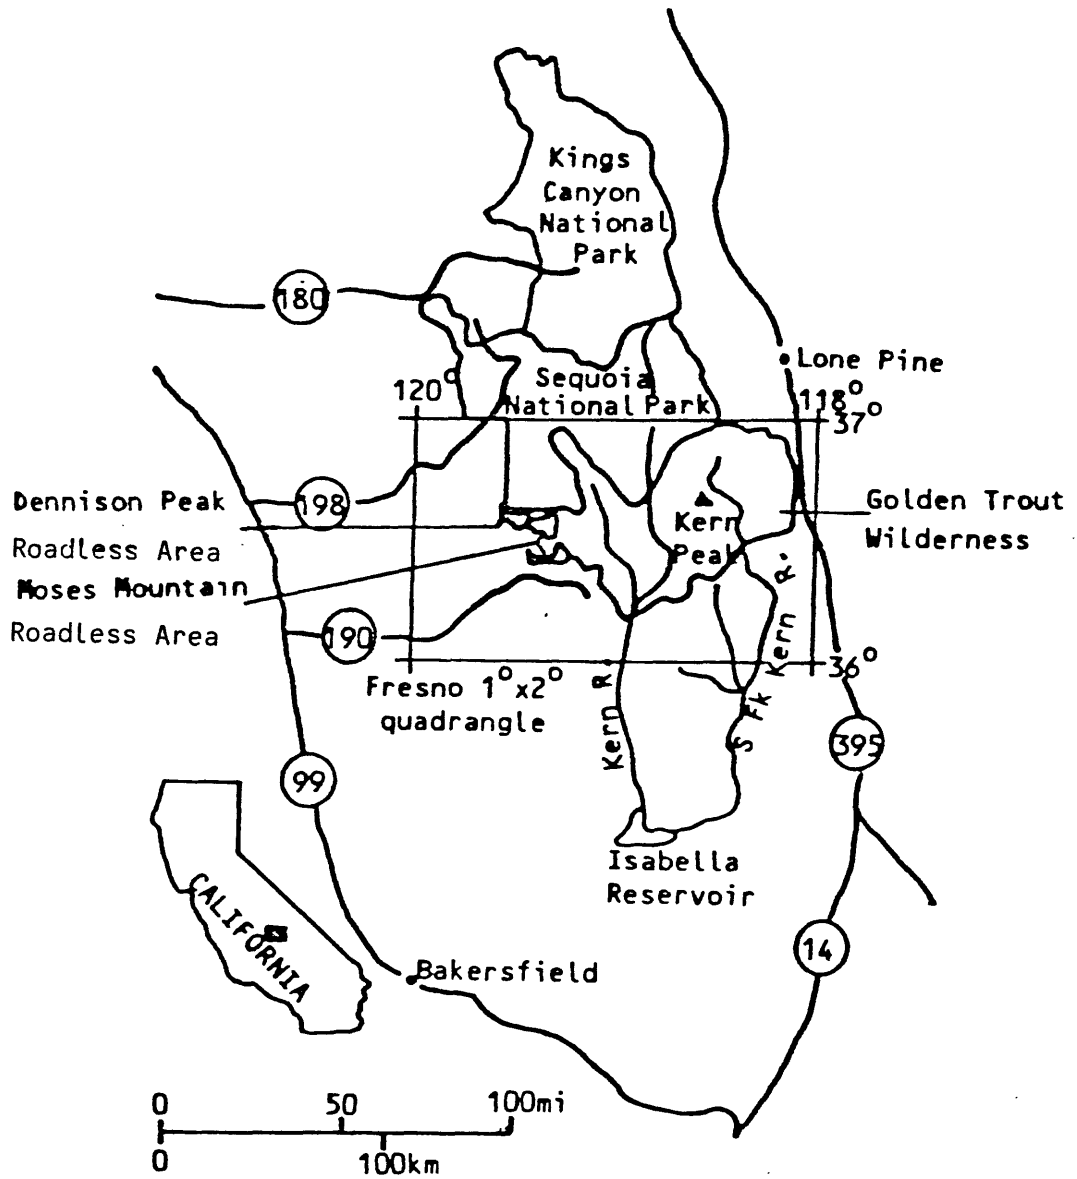 Kings
Canyon
National
Park
180
Lone Pine
120°
Sequoia
National Park
118°
37°
Dennison Peak
Roadless Area
198
Kern
Peak
Golden Trout
Wilderness
Moses Mountain
Roadless Area
190
36°
Fresno 1°x2°
quadrangle
Kern R.
S Fk Kern R.
395
99
Isabella
Reservoir
CALIFORNIA
14
Bakersfield
0 50 100mi
0 100km